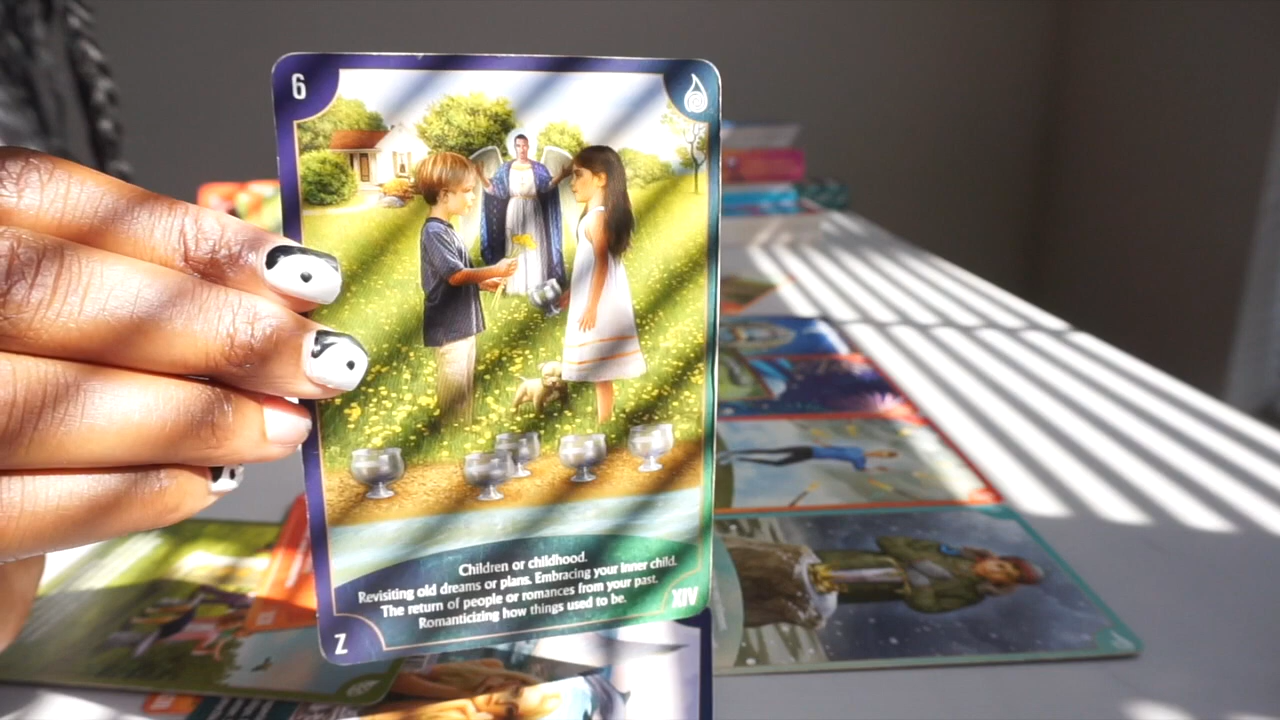 6
Children or childhood.
Revisiting old dreams or plans. Embracing your inner child.
The return of people or romances from your past.
Romanticizing how things used to be.
XIV
Z